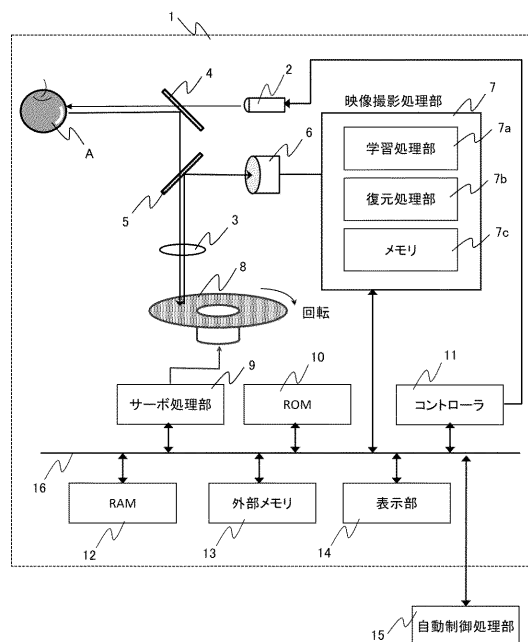 1
4
2
A
6
映像撮影処理部
7
学習処理部
7a
復元処理部
7b
メモリ
7c
5
3
8
回転
9
サーボ処理部
10
ROM
11
コントローラ
16
RAM
12
外部メモリ
13
表示部
14
15
自動制御処理部